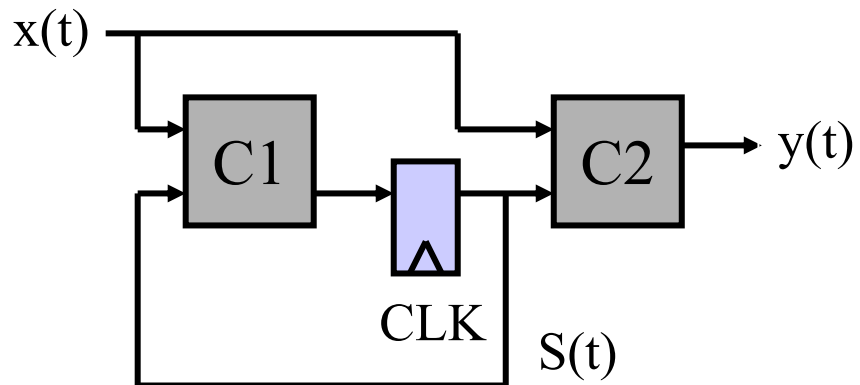 x(t)
C1
C2
y(t)
CLK
S(t)